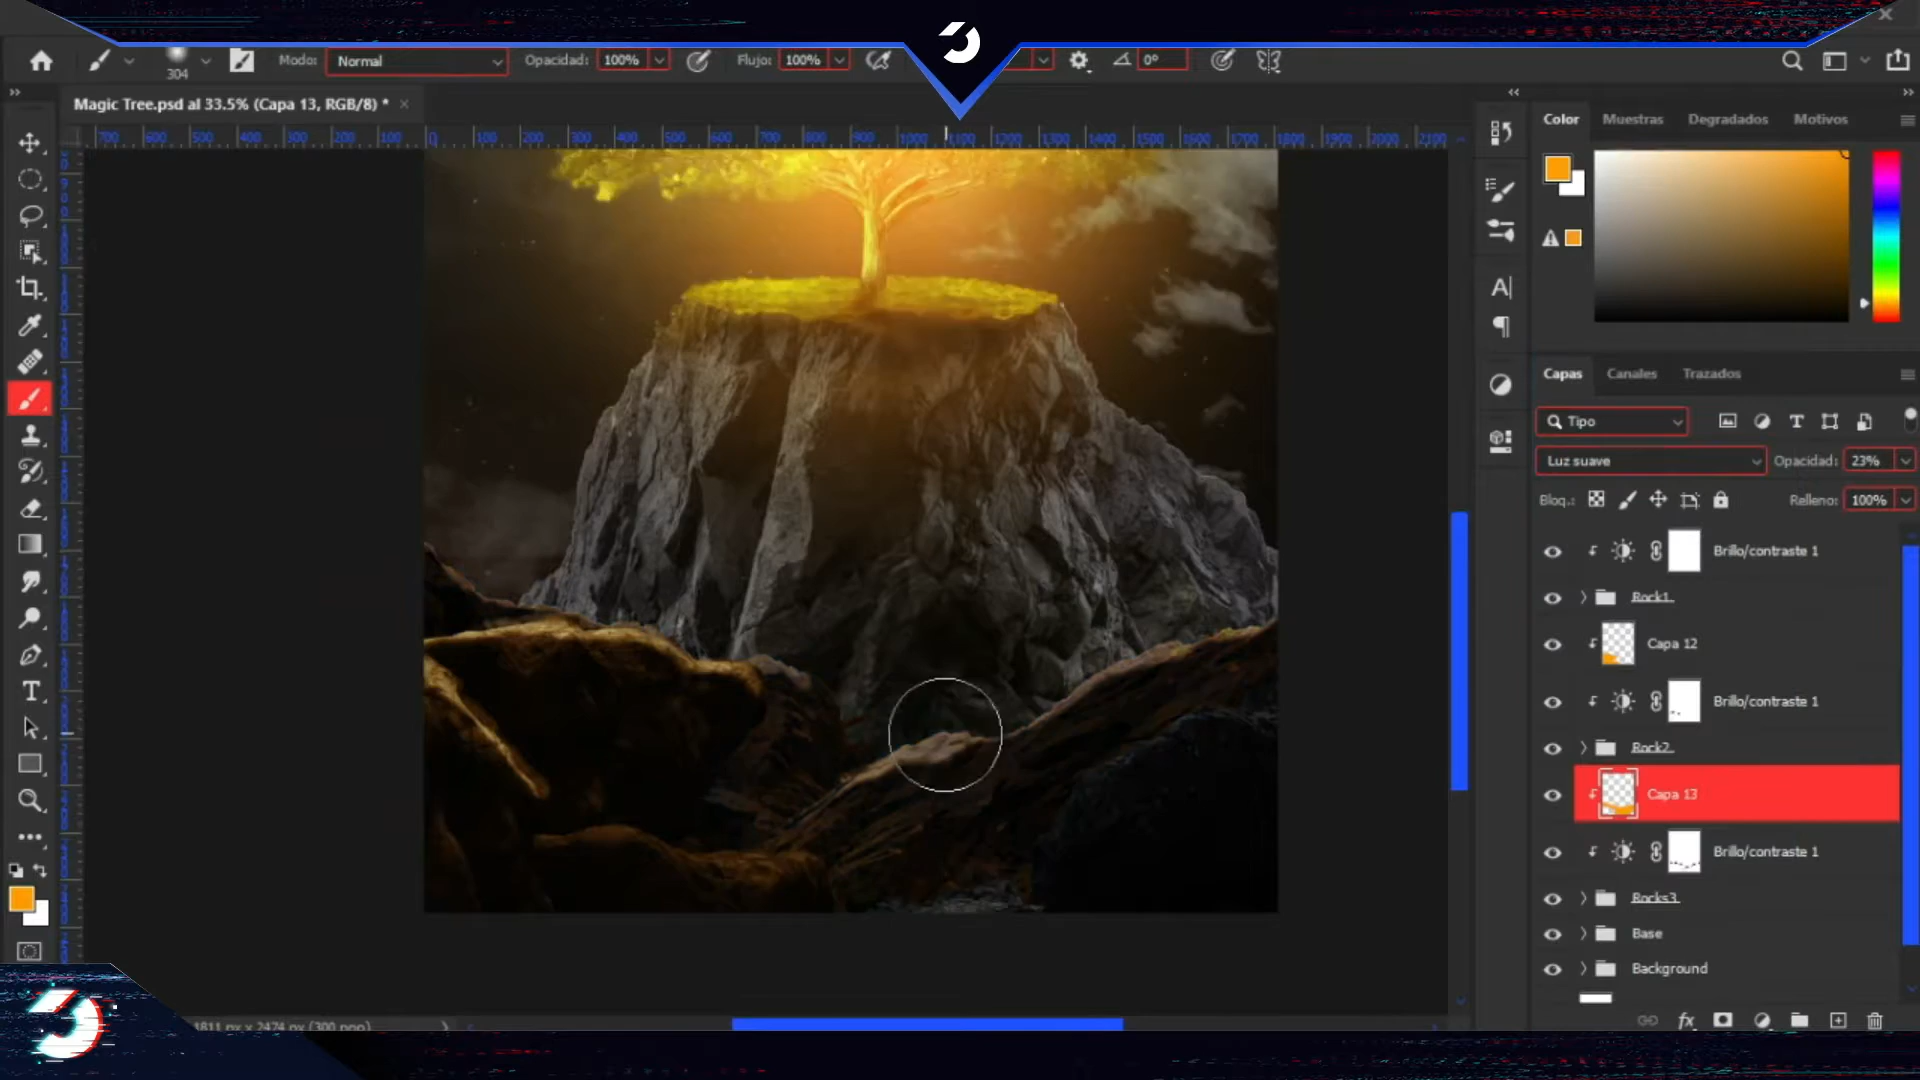 304
Modo:
Normal
Opacidad:
100%
Flujo:
100%
0°
Magic Tree.psd al 33.5% (Capa 13, RGB/8) *
700 600 500 400 300 200 100 0 100 200 300 400 500 600 700 800 900 1000 1100 1200 1300 1400 1500 1600 1700 1800 1900 2000 2100
Color
Muestras
Degradados
Motivos
Capas
Canales
Trazados
Tipo
Luz suave
Opacidad:
23%
Bloq.:
Relleno:
100%
Brillo/contraste 1
Rock1
Capa 12
Brillo/contraste 1
Rock2
Capa 13
Brillo/contraste 1
Rocks3
Base
Background
fx
1811 px x 2474 px (300 ppp)